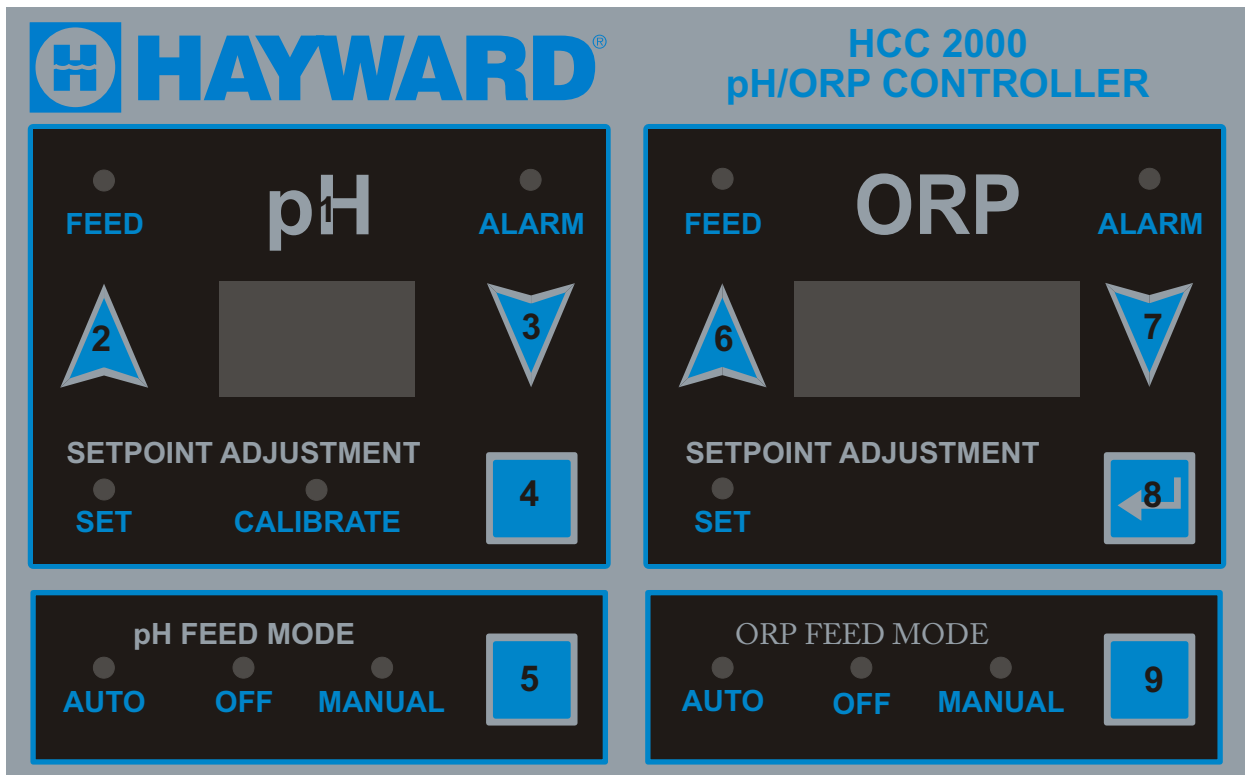 HAYWARD®
HCC 2000
pH/ORP CONTROLLER
pH
1
FEED
ALARM
2
3
SETPOINT ADJUSTMENT
SET
CALIBRATE
4
ORP
FEED
ALARM
6
7
SETPOINT ADJUSTMENT
SET
8
pH FEED MODE
AUTO OFF MANUAL
5
ORP FEED MODE
AUTO OFF MANUAL
9